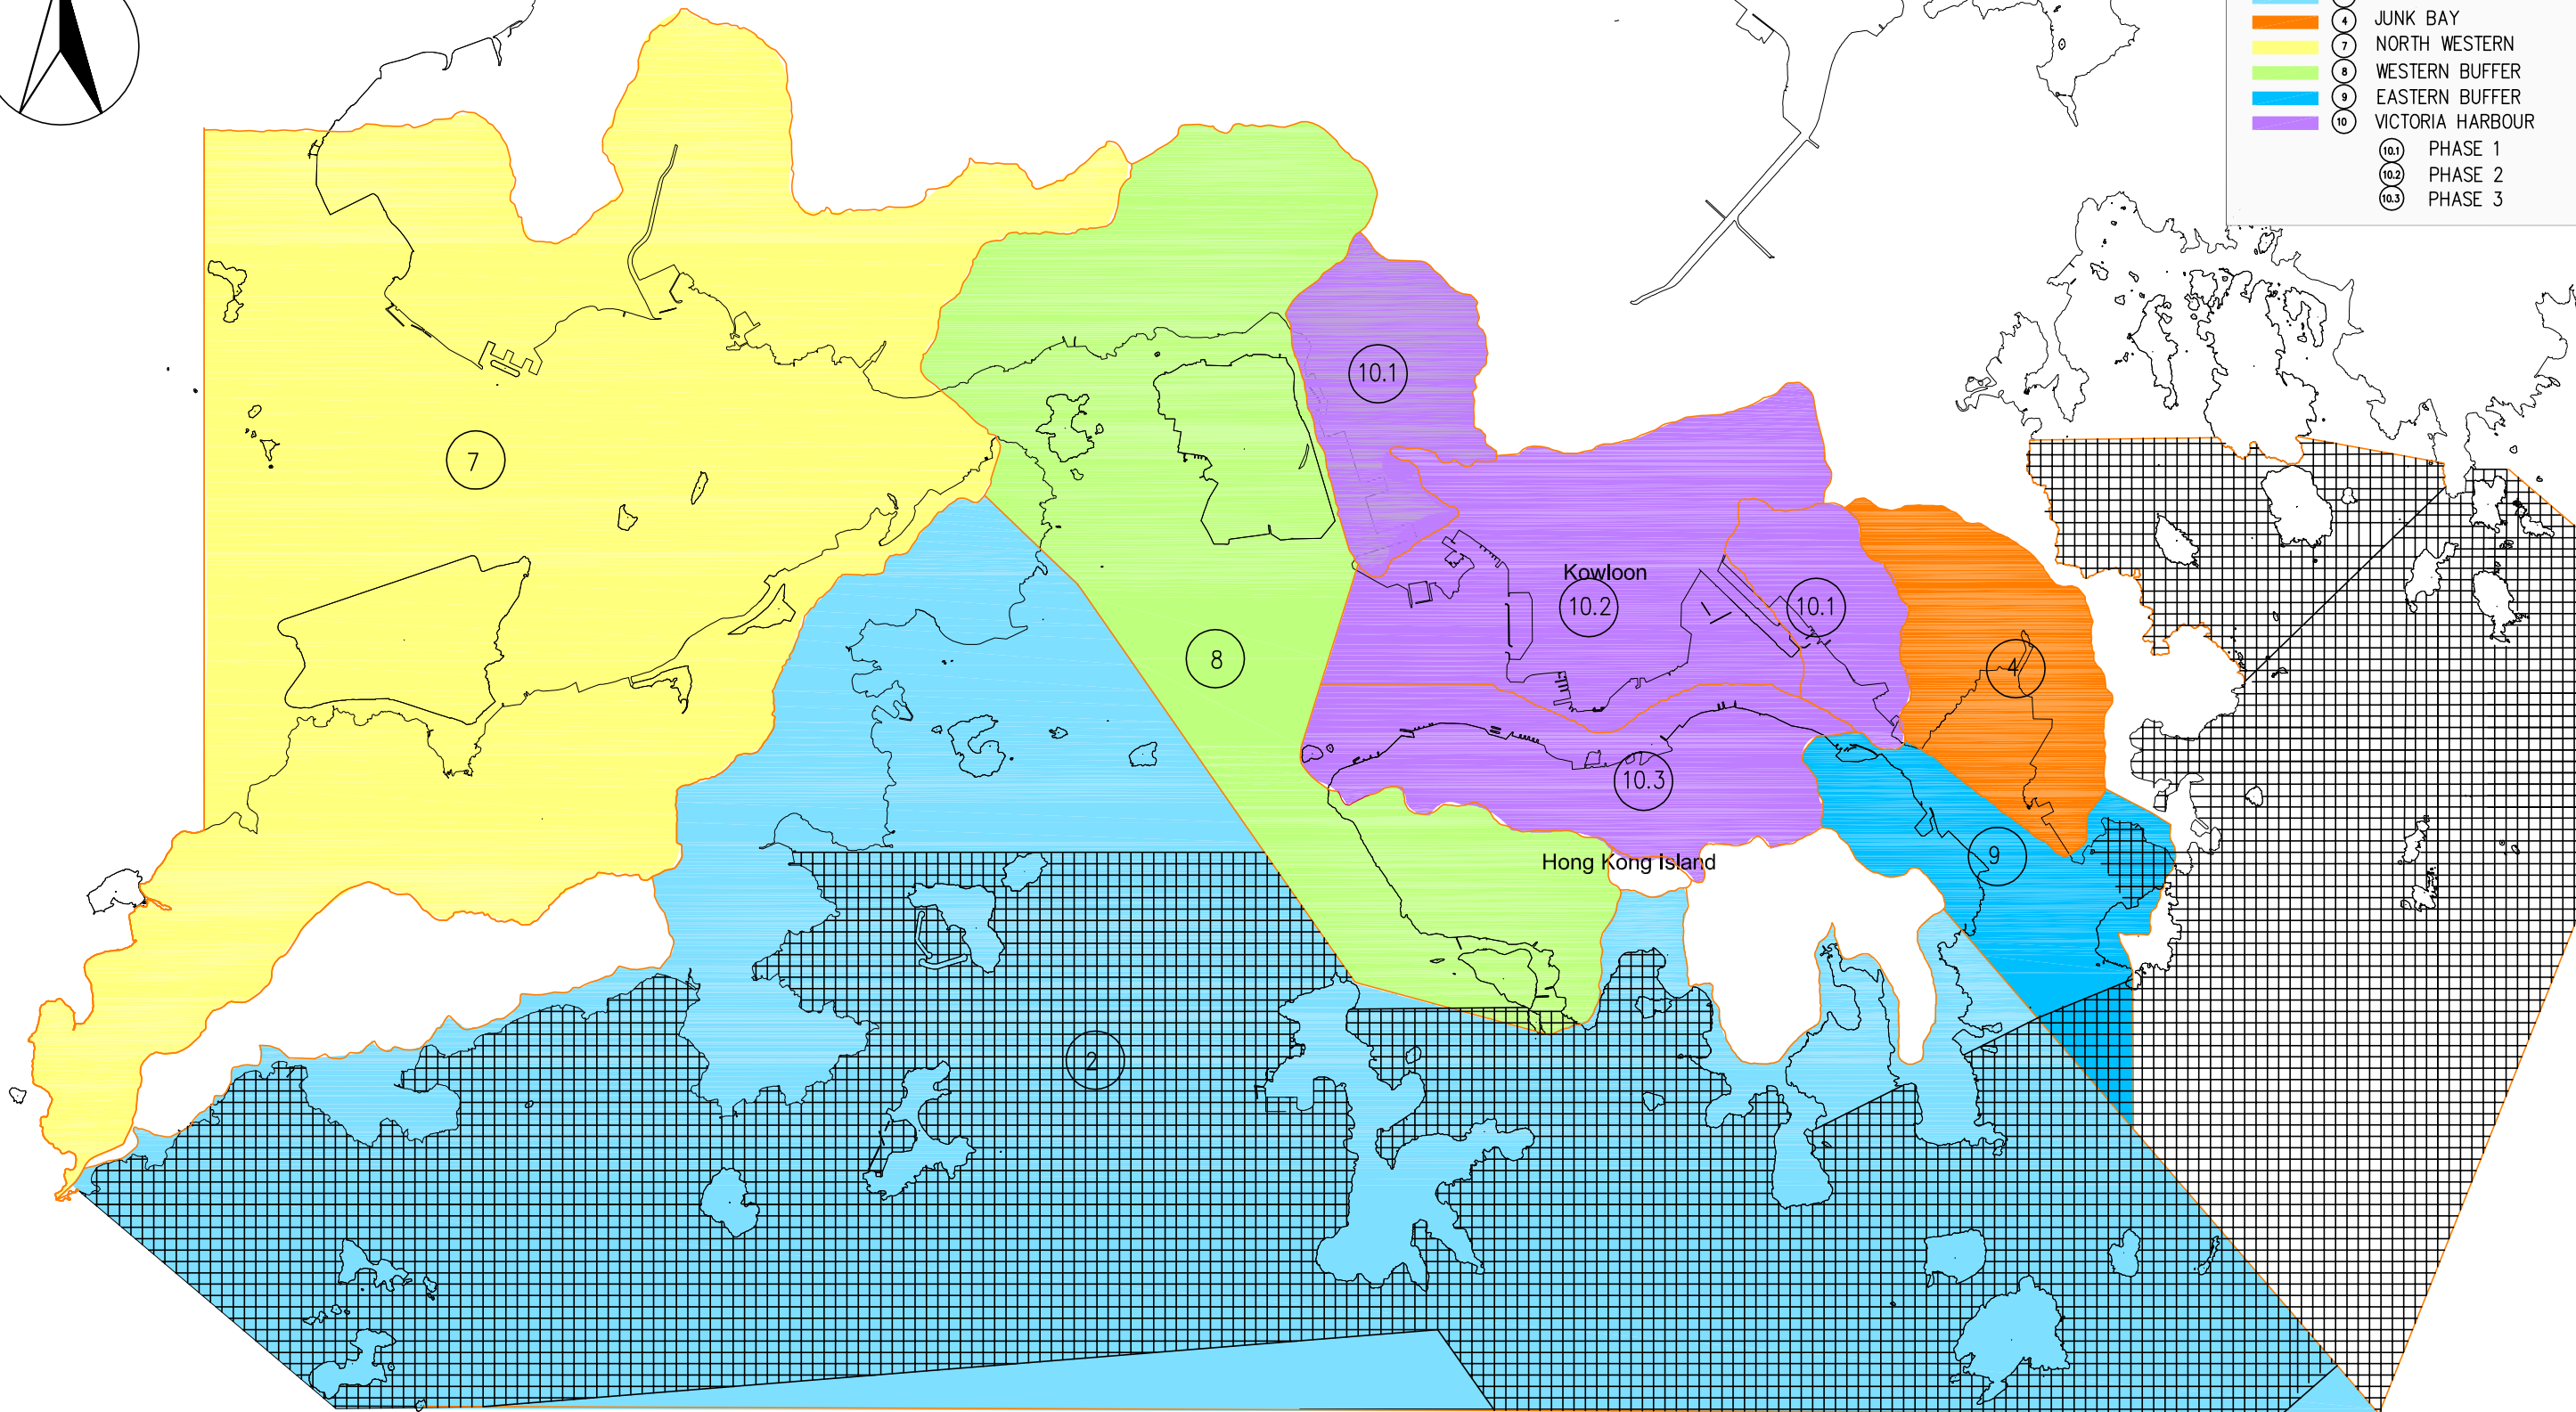 4 JUNK BAY
7 NORTH WESTERN
8 WESTERN BUFFER
9 EASTERN BUFFER
10 VICTORIA HARBOUR
10.1 PHASE 1
10.2 PHASE 2
10.3 PHASE 3
10.1
7
Kowloon
10.2
10.1
8
4
10.3
9
Hong Kong Island
2